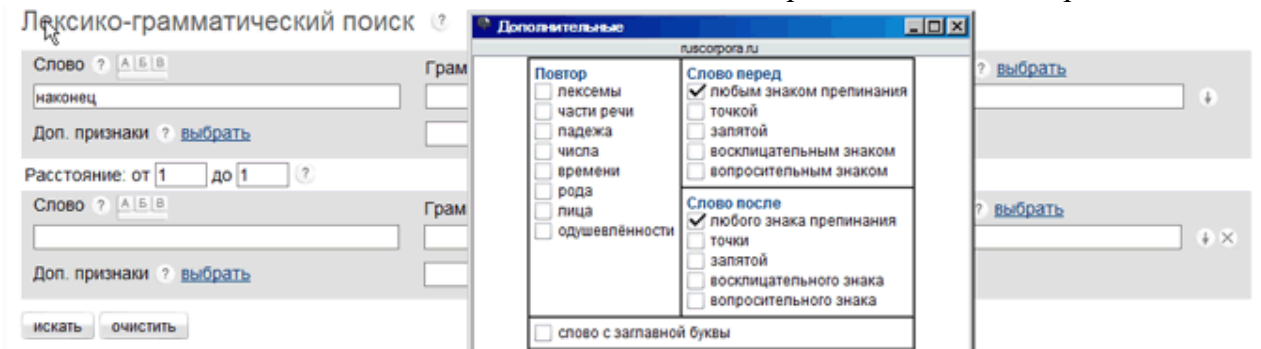 Лексико-грамматический поиск ?
Слово ? А Б В
Грам
? выбрать
наконец
Доп. признаки ? выбрать
Расстояние: от 1 до 1 ?
Слово ? А Б В
Грам
? выбрать
Доп. признаки ? выбрать
искать очистить
Дополнительные
ruscorpora.ru
Повтор
лексемы
части речи
падежа
числа
времени
рода
лица
одушевлённости
Слово перед
любым знаком препинания
точкой
запятой
восклицательным знаком
вопросительным знаком
Слово после
любого знака препинания
точки
запятой
восклицательного знака
вопросительного знака
слово с заглавной буквы